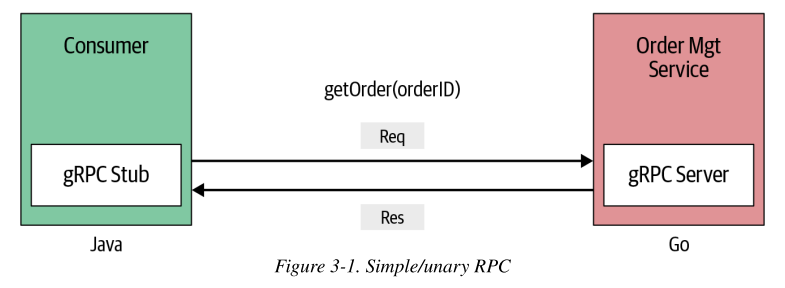 Consumer
Order Mgt
Service
getOrder(orderID)
Req
gRPC Stub
gRPC Server
Res
Java
Go
Figure 3-1. Simple/unary RPC